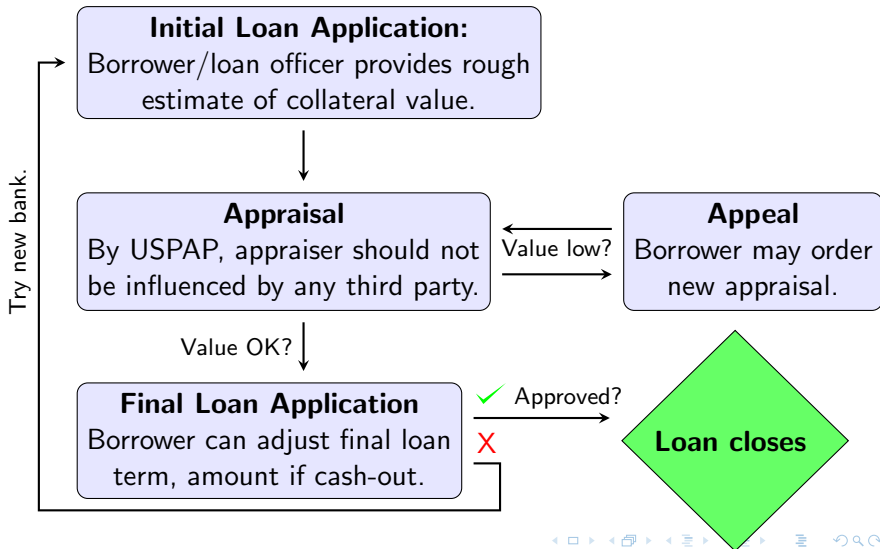 Initial Loan Application:
Borrower/loan officer provides rough
estimate of collateral value.
Try new bank.
Appraisal
By USPAP, appraiser should not
be influenced by any third party.
Value low?
Appeal
Borrower may order
new appraisal.
Value OK?
Final Loan Application
Borrower can adjust final loan
term, amount if cash-out.
✓ Approved?
X
Loan closes